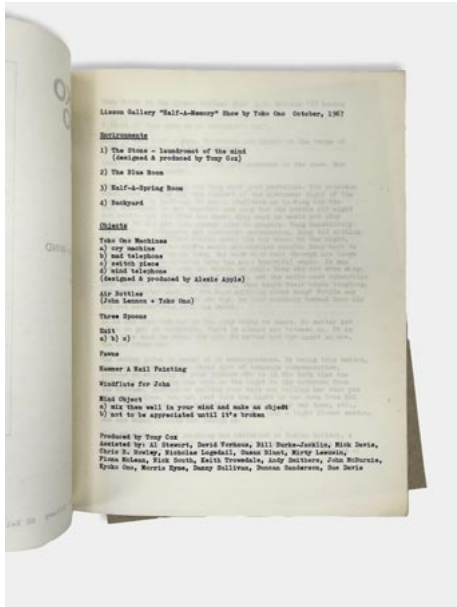 Lisson Gallery "Half-A-Memory" Show by Yoko Ono October, 1967
Environments
1) The Stone - laundromat of the mind
(designed & produced by Tony Cox)
2) The Blue Room
3) Half-A-Spring Room
4) Backyard
Objects
Yoko Ono Machines
a) cry machine
b) mad telephone
c) switch piece
d) mind telephone
(designed & produced by Alexis Apple)
Air Bottles
(John Lennon + Yoko Ono)
Three Spoons
Exit
a) b) c)
Pawns
Hammer A Nail Painting
Windflute for John
Mind Object
a) mix them well in your mind and make an object
b) not to be appreciated until it's broken
Produced by Tony Cox
Assisted by: Al Stewart, David Vorhaus, Bill Burke-Jacklin, Mick Davis,
Chris D. Rowley, Nicholas Logsdail, Susan Blunt, Mirty Leeuwin,
Fiona McLean, Nick South, Keith Trowsdale, Andy Smithers, John McBurnie,
Kyoko Ono, Morris Hyne, Danny Sullivan, Duncan Sanderson, Sue Davis